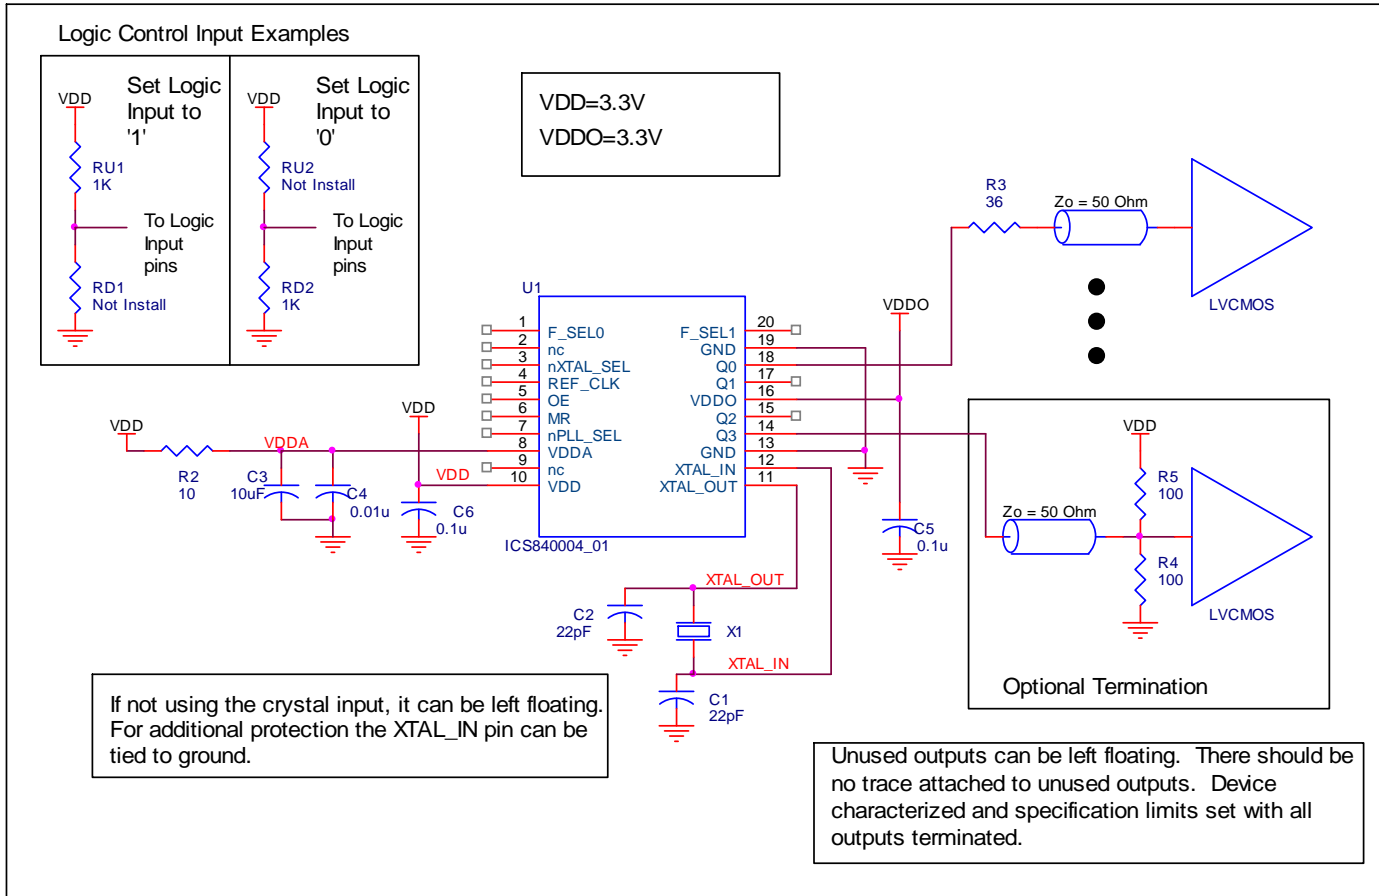 Logic Control Input Examples
Set Logic
Input to
'1'
VDD
RU1
1K
To Logic
Input
pins
RD1
Not Install
Set Logic
Input to
'0'
VDD
RU2
Not Install
To Logic
Input
pins
RD2
1K
VDD=3.3V
VDDO=3.3V
U1
1
F_SEL0
2
nc
3
nXTAL_SEL
4
REF_CLK
5
OE
6
MR
7
nPLL_SEL
8
VDDA
9
nc
10
VDD
20
F_SEL1
19
GND
18
Q0
17
Q1
16
VDDO
15
Q2
14
Q3
13
GND
12
XTAL_IN
11
XTAL_OUT
ICS840004_01
VDD
R2
10
VDDA
C3
10uF
C4
0.01u
VDD
VDD
C6
0.1u
VDDO
C5
0.1u
R3
36
Zo = 50 Ohm
LVCMOS
VDD
R5
100
Zo = 50 Ohm
R4
100
LVCMOS
Optional Termination
XTAL_OUT
C2
22pF
X1
XTAL_IN
C1
22pF
If not using the crystal input, it can be left floating.
For additional protection the XTAL_IN pin can be
tied to ground.
Unused outputs can be left floating. There should be
no trace attached to unused outputs. Device
characterized and specification limits set with all
outputs terminated.